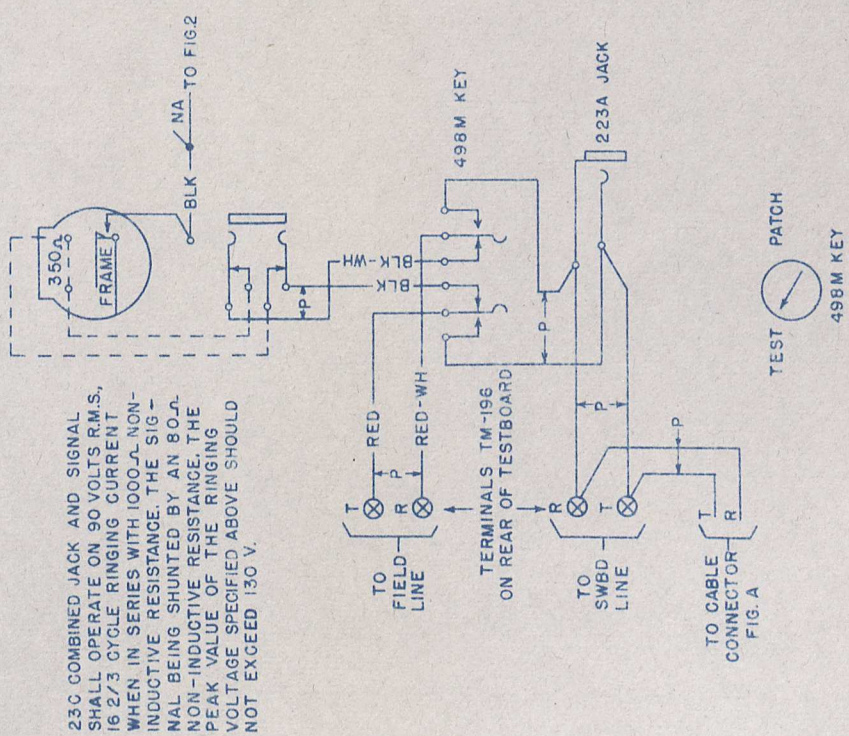 23C COMBINED JACK AND SIGNAL
SHALL OPERATE ON 90 VOLTS R.M.S.,
16 2/3 CYCLE RINGING CURRENT
WHEN IN SERIES WITH 1000Ω NON-
INDUCTIVE RESISTANCE. THE SIG-
NAL BEING SHUNTED BY AN 80Ω
NON-INDUCTIVE RESISTANCE. THE
PEAK VALUE OF THE RINGING
VOLTAGE SPECIFIED ABOVE SHOULD
NOT EXCEED 130 V.
350Ω
FRAME
BLK
NA
TO FIG.2
P
BLK-WH
BLK
498M KEY
RED
RED-WH
P
T
R
TO
FIELD
LINE
P
TERMINALS TM-196
ON REAR OF TESTBOARD
223A JACK
R
T
TO
SWBD
LINE
P
P
T
R
TO CABLE
CONNECTOR
FIG. A
TEST
PATCH
498M KEY